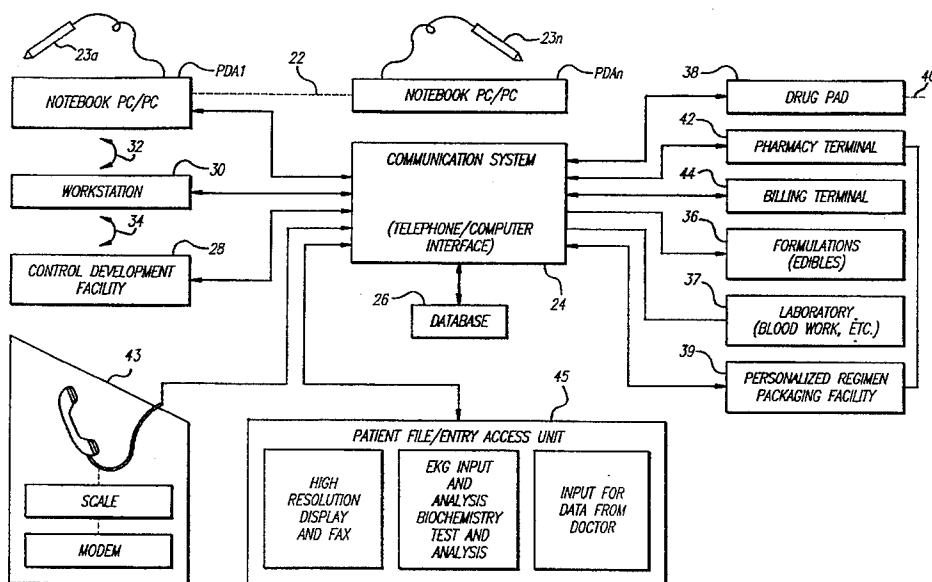 23a
PDA1
NOTEBOOK PC/PC
22
23n
PDAn
NOTEBOOK PC/PC
38
DRUG PAD
40
32
30
WORKSTATION
34
28
CONTROL DEVELOPMENT
FACILITY
COMMUNICATION SYSTEM
(TELEPHONE/COMPUTER
INTERFACE)
24
26
DATABASE
42
PHARMACY TERMINAL
44
BILLING TERMINAL
36
FORMULATIONS
(EDIBLES)
37
LABORATORY
(BLOOD WORK, ETC.)
39
PERSONALIZED REGIMEN
PACKAGING FACILITY
43
SCALE
MODEM
45
PATIENT FILE/ENTRY ACCESS UNIT
HIGH
RESOLUTION
DISPLAY
AND FAX
EKG INPUT
AND
ANALYSIS
BIOCHEMISTRY
TEST AND
ANALYSIS
INPUT FOR
DATA FROM
DOCTOR